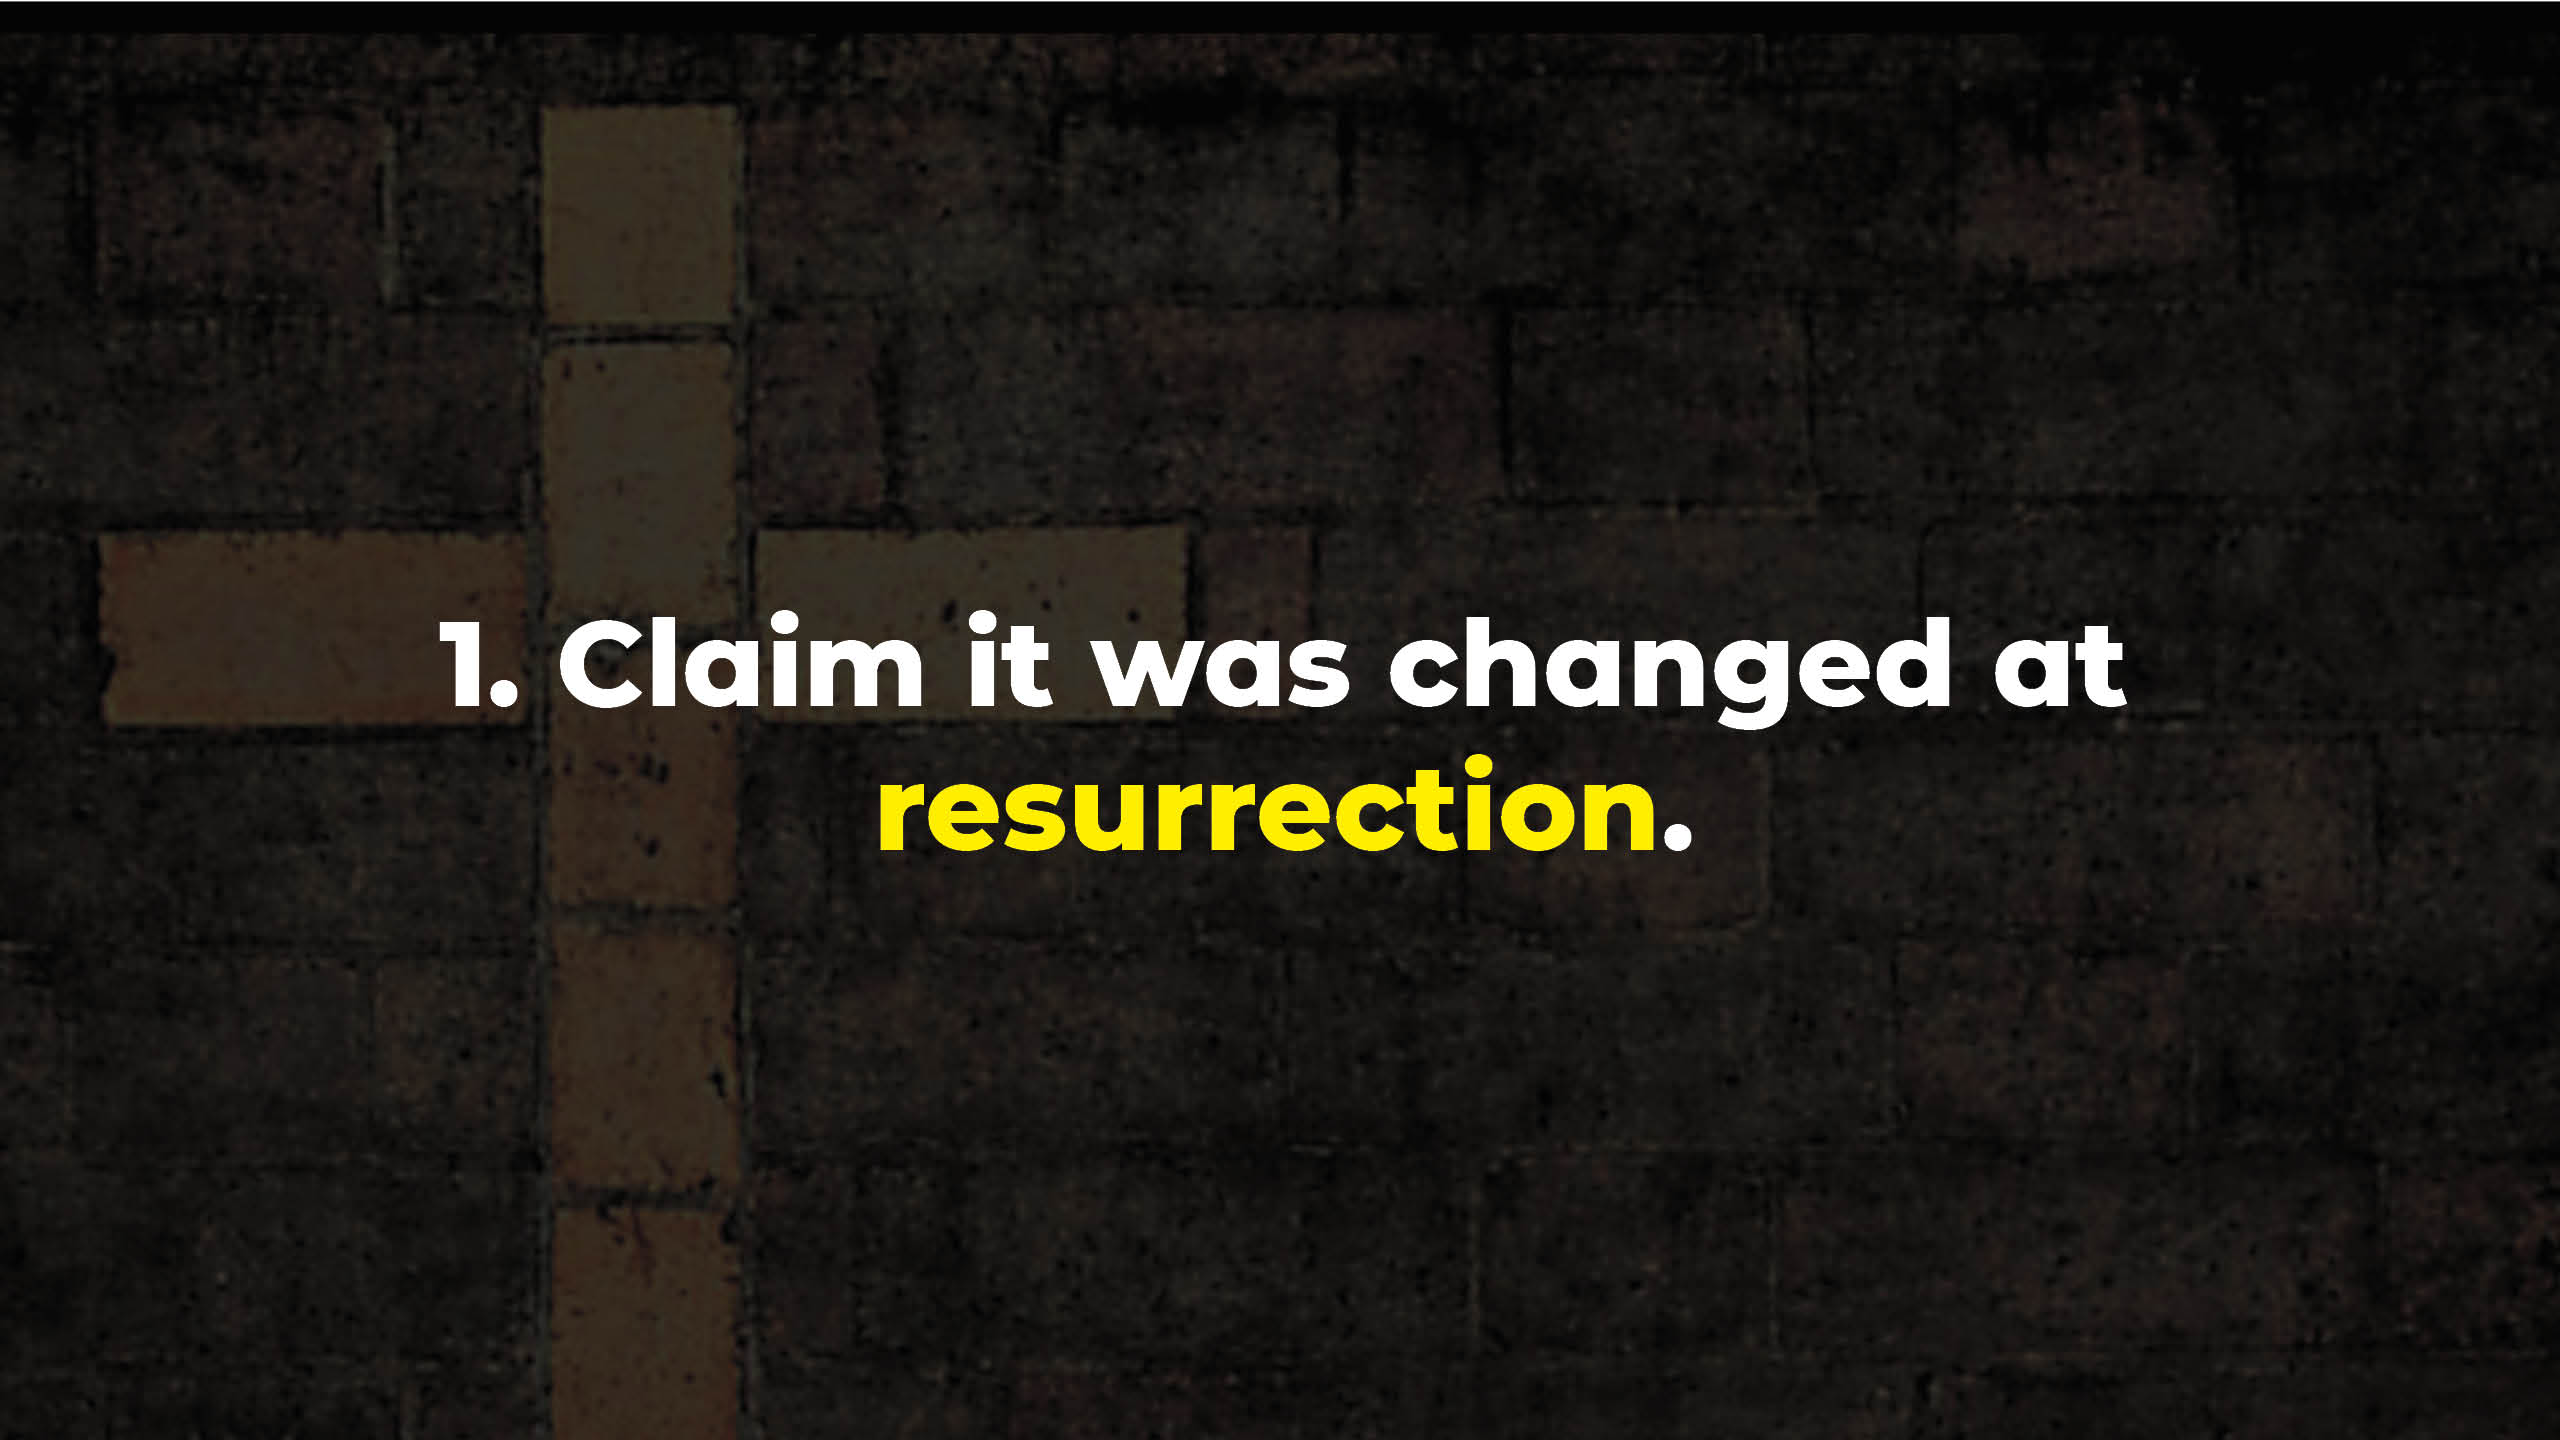 1. Claim it was changed at
resurrection.